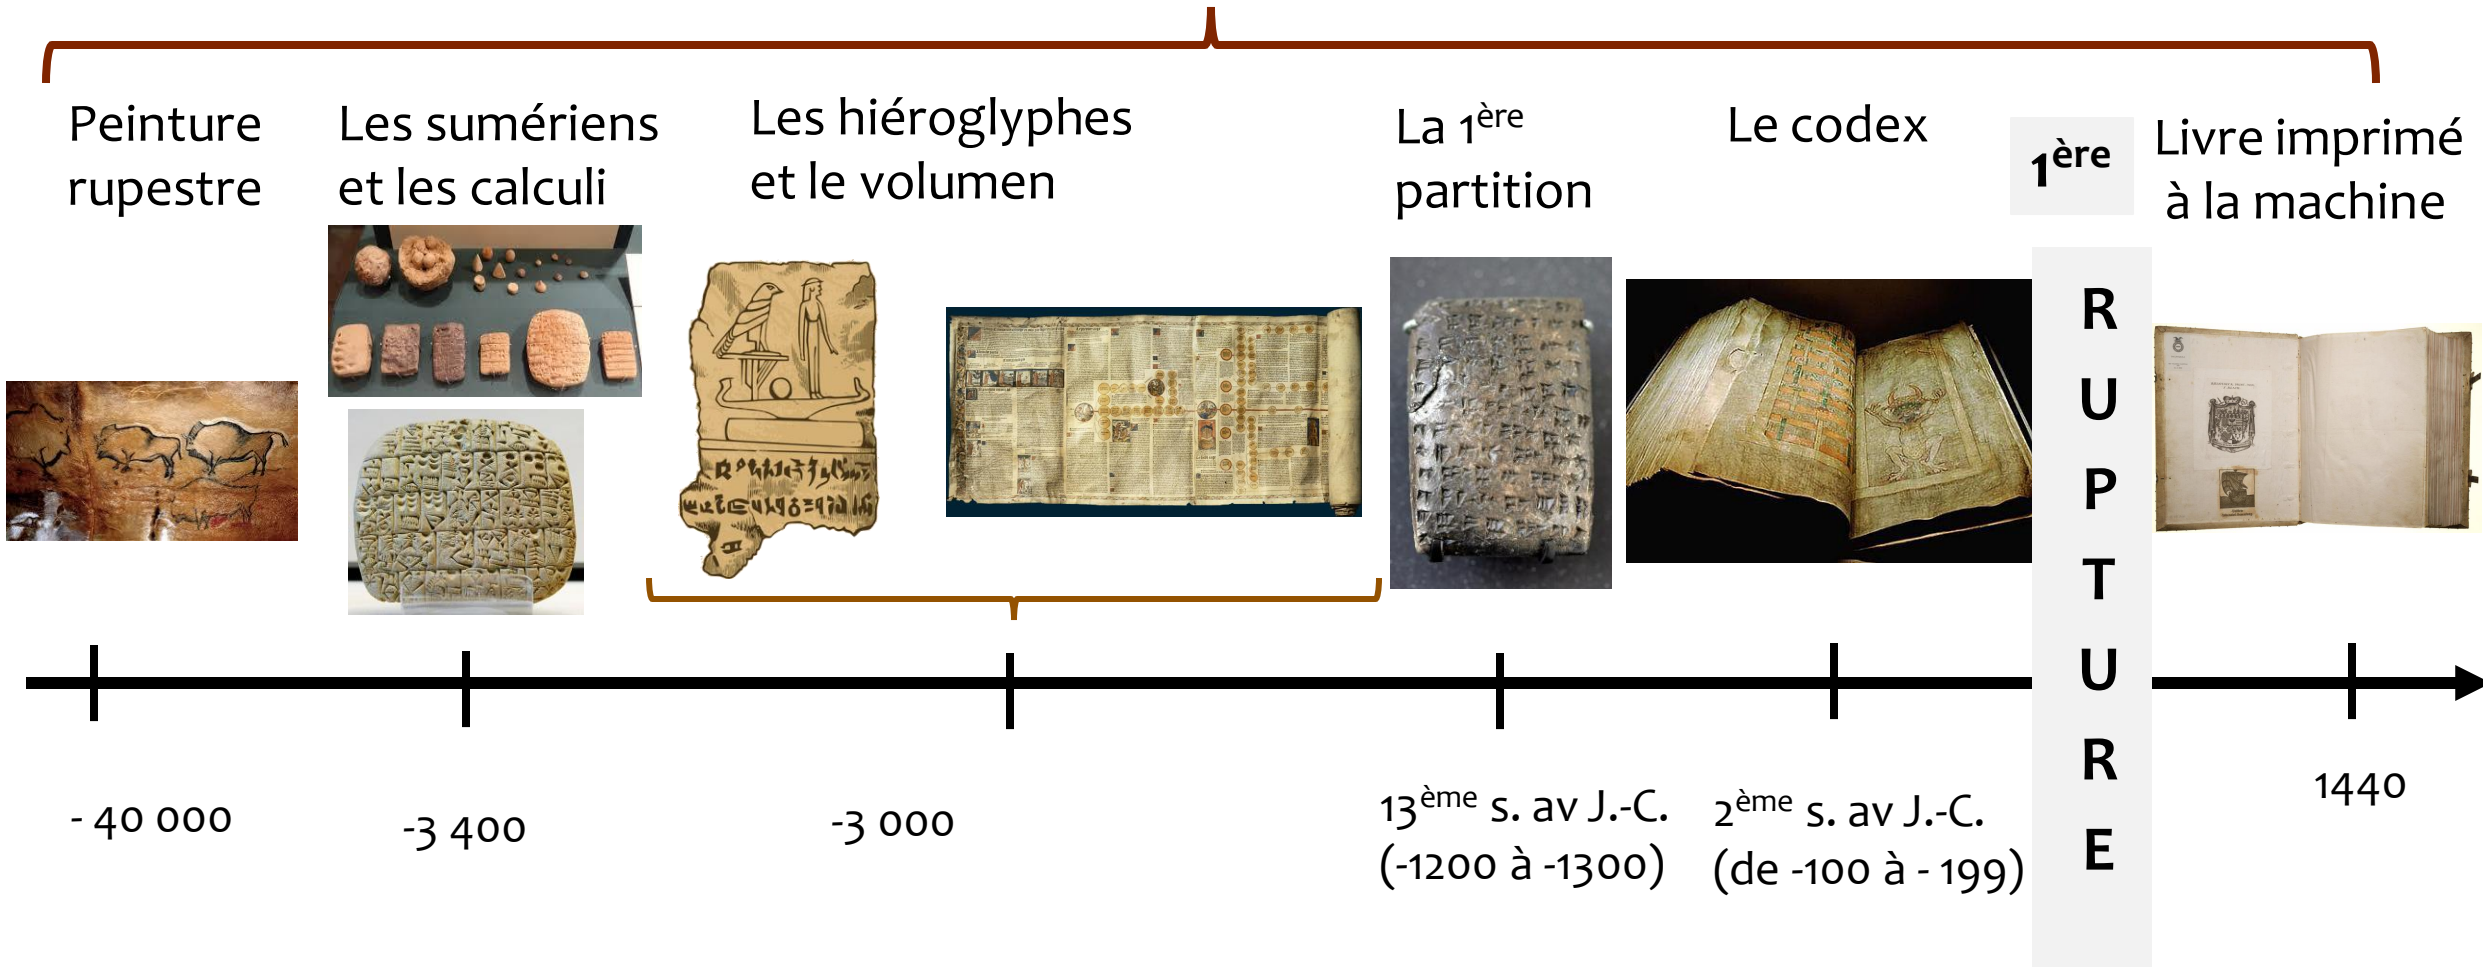 Peinture
rupestre
Les sumériens
et les calculi
Les hiéroglyphes
et le volumen
La 1ère
partition
Le codex
1ère
RUPTURE
Livre imprimé
à la machine
- 40 000
-3 400
-3 000
13ème s. av J.-C.
(-1200 à -1300)
2ème s. av J.-C.
(de -100 à - 199)
1440